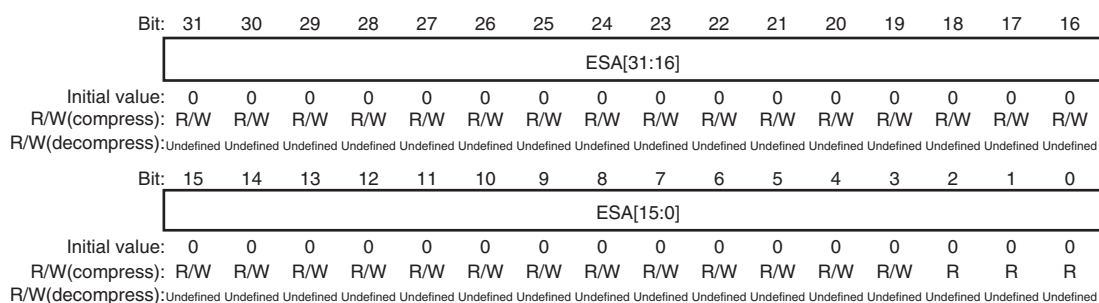 Bit: 31 30 29 28 27 26 25 24 23 22 21 20 19 18 17 16
ESA[31:16]
Initial value: 0 0 0 0 0 0 0 0 0 0 0 0 0 0 0 0
R/W(compress): R/W R/W R/W R/W R/W R/W R/W R/W R/W R/W R/W R/W R/W R/W R/W R/W
R/W(decompress): Undefined Undefined Undefined Undefined Undefined Undefined Undefined Undefined Undefined Undefined Undefined Undefined Undefined Undefined Undefined Undefined
Bit: 15 14 13 12 11 10 9 8 7 6 5 4 3 2 1 0
ESA[15:0]
Initial value: 0 0 0 0 0 0 0 0 0 0 0 0 0 0 0 0
R/W(compress): R/W R/W R/W R/W R/W R/W R/W R/W R/W R/W R/W R/W R/W R R R
R/W(decompress): Undefined Undefined Undefined Undefined Undefined Undefined Undefined Undefined Undefined Undefined Undefined Undefined Undefined Undefined Undefined Undefined